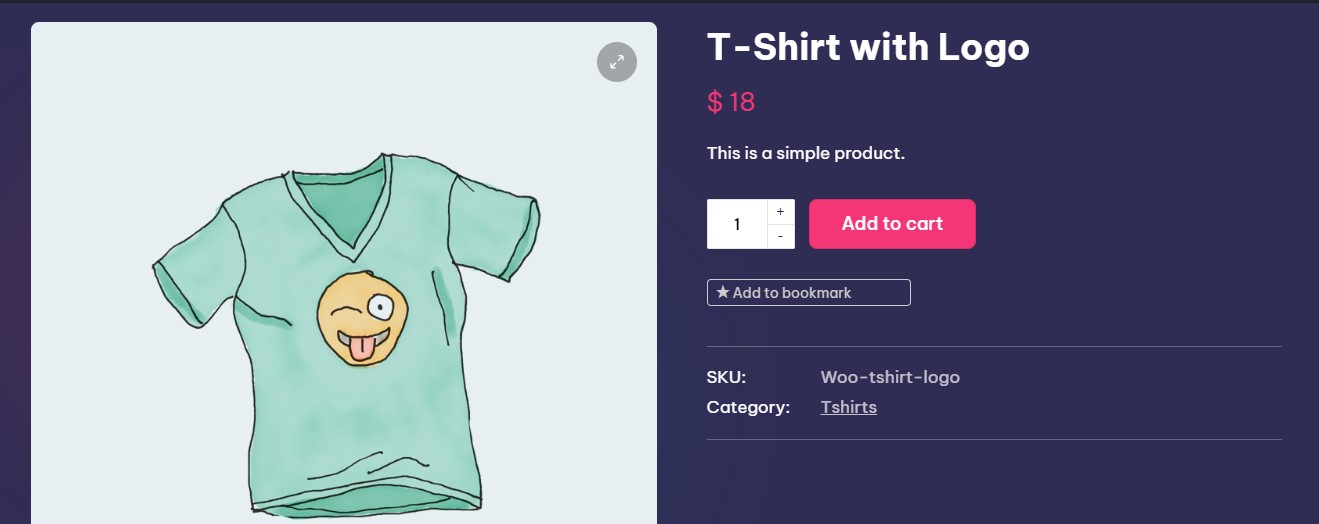 T-Shirt with Logo
$ 18
This is a simple product.
1
+
-
Add to cart
★ Add to bookmark
SKU: Woo-tshirt-logo
Category: Tshirts